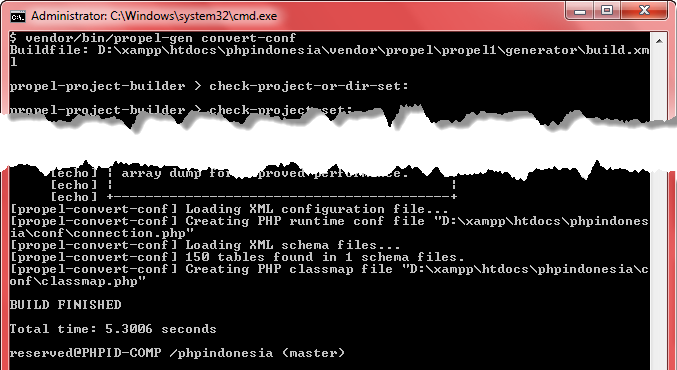 Administrator: C:\Windows\system32\cmd.exe
$ vendor/bin/propel-gen convert-conf
Buildfile: D:\xampp\htdocs\phpindonesia\vendor\propel\propel1\generator\build.xm
l
propel-project-builder > check-project-or-dir-set:
propel-project-builder > check-project-set:
[echo] | array dump for improved performance. |
[echo] | |
[echo] +------------------------------------------+
[propel-convert-conf] Loading XML configuration file...
[propel-convert-conf] Creating PHP runtime conf file "D:\xampp\htdocs\phpindones
ia\conf\connection.php"
[propel-convert-conf] Loading XML schema files...
[propel-convert-conf] 150 tables found in 1 schema files.
[propel-convert-conf] Creating PHP classmap file "D:\xampp\htdocs\phpindonesia\c
onf\classmap.php"
BUILD FINISHED
Total time: 5.3006 seconds
reserved@PHPID-COMP /phpindonesia (master)